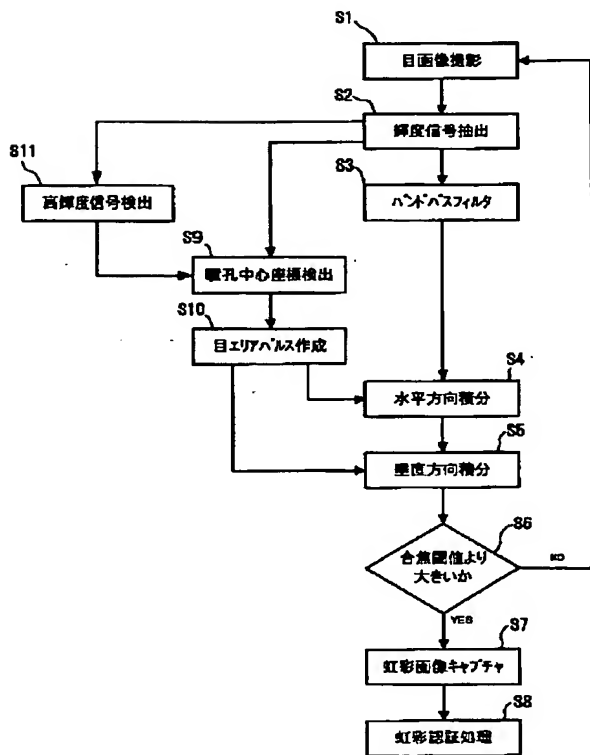 S1
目画像撮影
S2
輝度信号抽出
S11
高輝度信号検出
S3
バンドパスフィルタ
S9
瞳孔中心座標検出
S10
目エリアパルス作成
S4
水平方向積分
S5
垂直方向積分
S6
合焦閾値より
大きいか
NO
YES
S7
虹彩画像キャプチャ
S8
虹彩認証処理